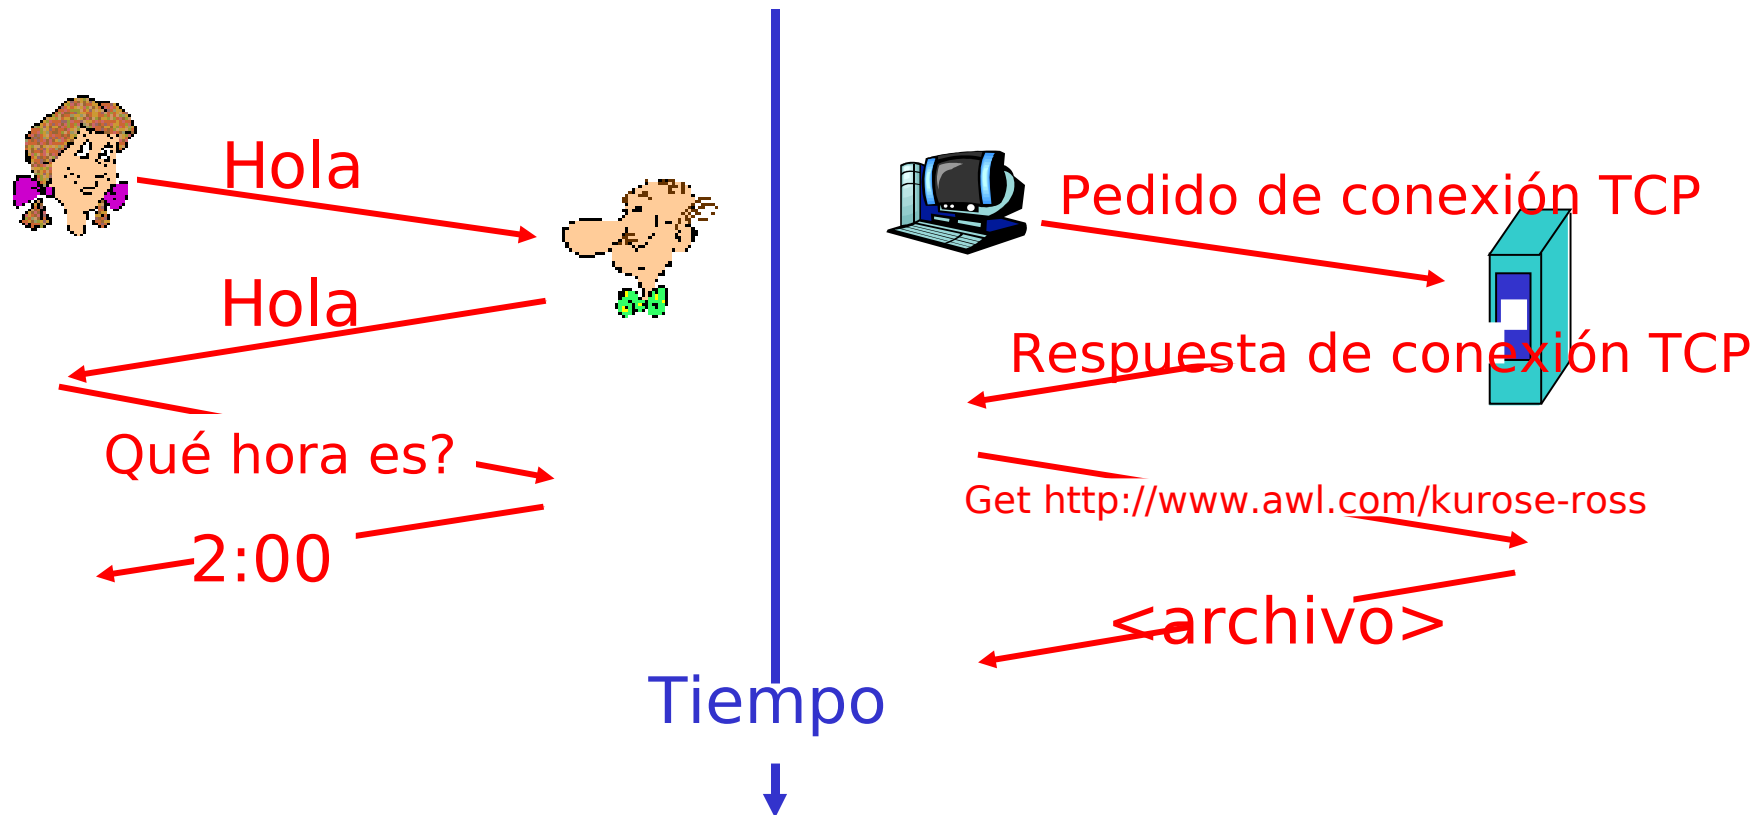 Hola
Hola
Qué hora es?
2:00
Tiempo
Pedido de conexión TCP
Respuesta de conexión TCP
Get http://www.awl.com/kurose-ross
<archivo>